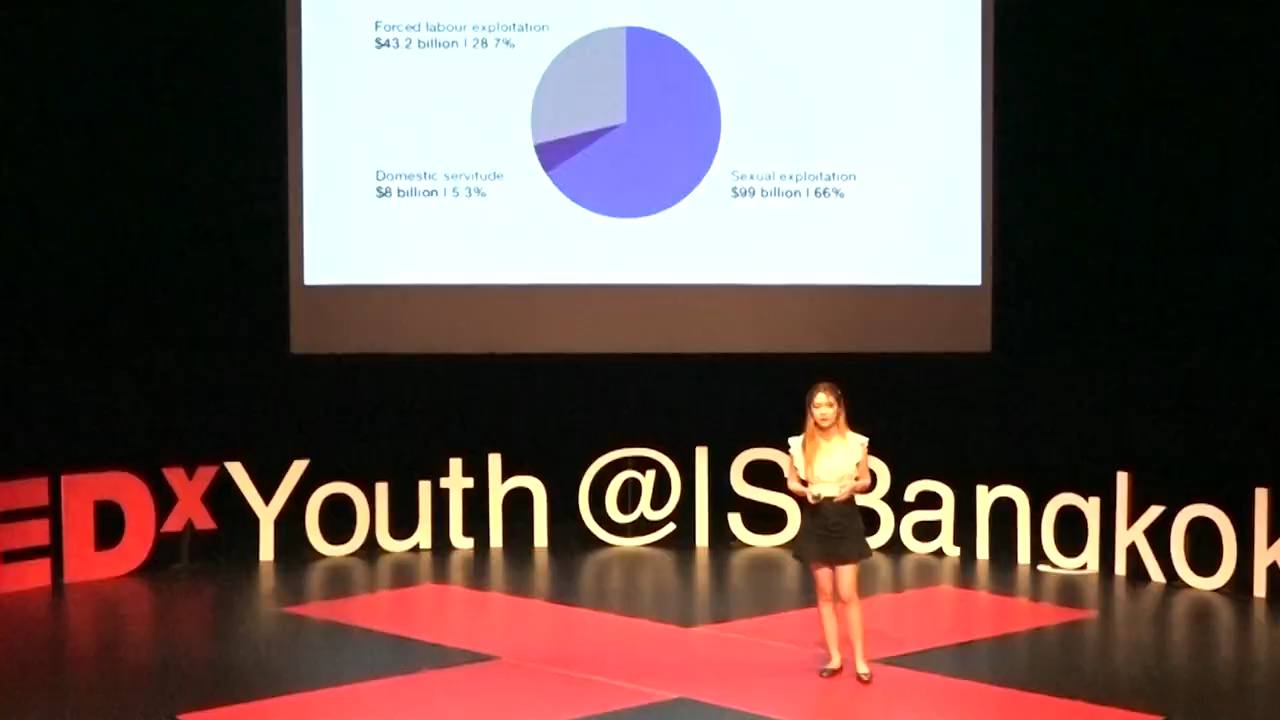 Forced labour exploitation
$43.2 billion | 28.7%
Domestic servitude
$8 billion | 5.3%
Sexual exploitation
$99 billion | 66%
EDxYouth @ISBangkok